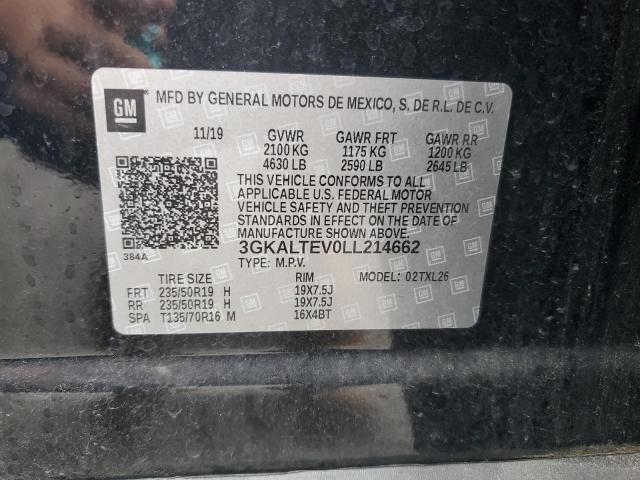 GM* MFD BY GENERAL MOTORS DE MEXICO, S. DE R.L. DE C.V.
11/19 GVWR GAWR FRT GAWR RR
2100 KG 1175 KG 1200 KG
4630 LB 2590 LB 2645 LB
THIS VEHICLE CONFORMS TO ALL
APPLICABLE U.S. FEDERAL MOTOR
VEHICLE SAFETY AND THEFT PREVENTION
STANDARDS IN EFFECT ON THE DATE OF
MANUFACTURE SHOWN ABOVE.
3GKALTEV0LL214662
384A TYPE: M.P.V. MODEL: 02TXL26
TIRE SIZE RIM
FRT 235/50R19 H 19X7.5J
RR 235/50R19 H 19X7.5J
SPA T135/70R16 M 16X4BT